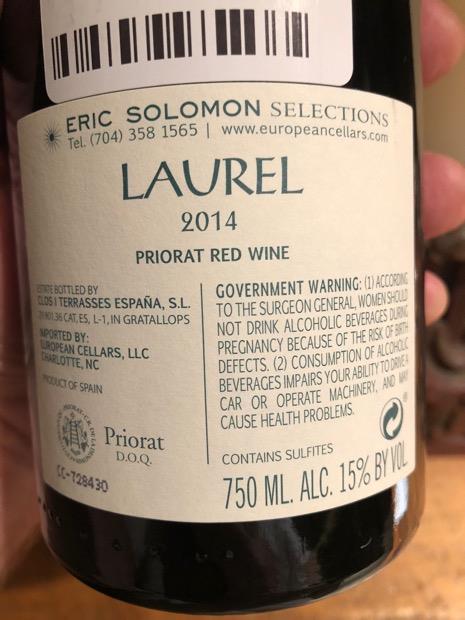 ERIC SOLOMON SELECTIONS
Tel. (704) 358 1565 | www.europeancellars.com
LAUREL
2014
PRIORAT RED WINE
ESTATE BOTTLED BY
CLOS I TERRASSES ESPAÑA, S.L.
CAT, ES, L-1, IN GRATALLOPS
IMPORTED BY:
EUROPEAN CELLARS, LLC
CHARLOTTE, NC
PRODUCT OF SPAIN
Priorat
D.O.Q.
CC-728430
GOVERNMENT WARNING: (1) ACCORDING
TO THE SURGEON GENERAL, WOMEN SHOULD
NOT DRINK ALCOHOLIC BEVERAGES DURING
PREGNANCY BECAUSE OF THE RISK OF BIRTH
DEFECTS. (2) CONSUMPTION OF ALCOHOLIC
BEVERAGES IMPAIRS YOUR ABILITY TO DRIVE A
CAR OR OPERATE MACHINERY, AND MAY
CAUSE HEALTH PROBLEMS.
CONTAINS SULFITES
750 ML. ALC. 15% BY VOL.